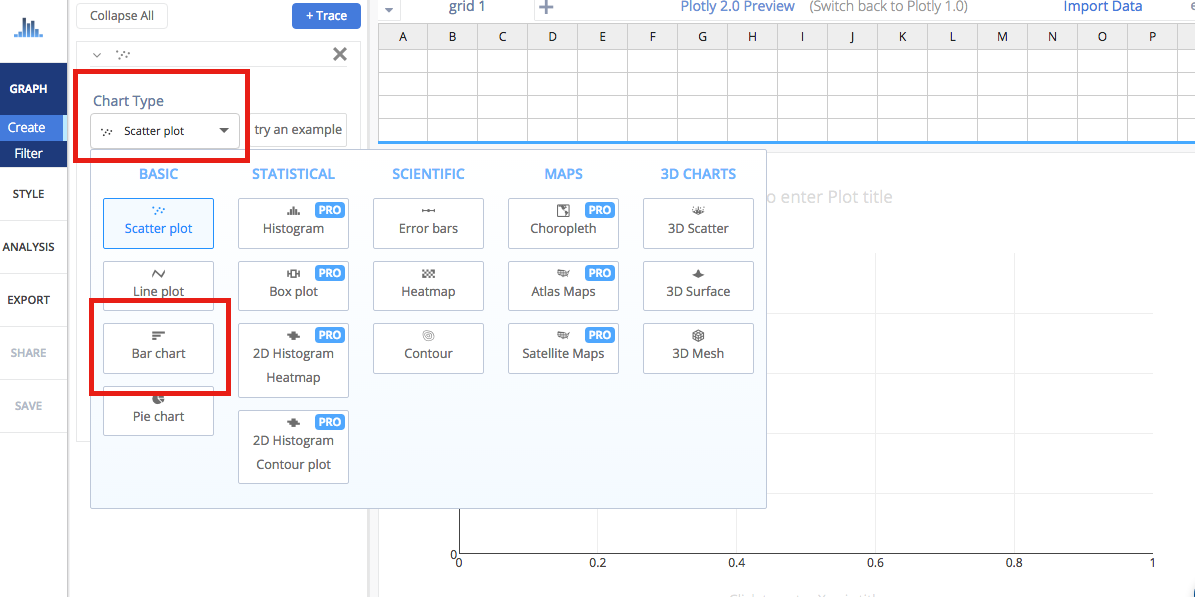 Collapse All
+ Trace
grid 1
Plotly 2.0 Preview (Switch back to Plotly 1.0)
Import Data
A B C D E F G H I J K L M N O P
GRAPH
Create
Filter
STYLE
ANALYSIS
EXPORT
SHARE
SAVE
Chart Type
Scatter plot
try an example
BASIC STATISTICAL SCIENTIFIC MAPS 3D CHARTS
Scatter plot
PRO
Histogram
Error bars
PRO
Choropleth
3D Scatter
Line plot
PRO
Box plot
Heatmap
PRO
Atlas Maps
3D Surface
Bar chart
PRO
2D Histogram
Heatmap
Contour
PRO
Satellite Maps
3D Mesh
Pie chart
PRO
2D Histogram
Contour plot
o enter Plot title
0
0 0.2 0.4 0.6 0.8 1